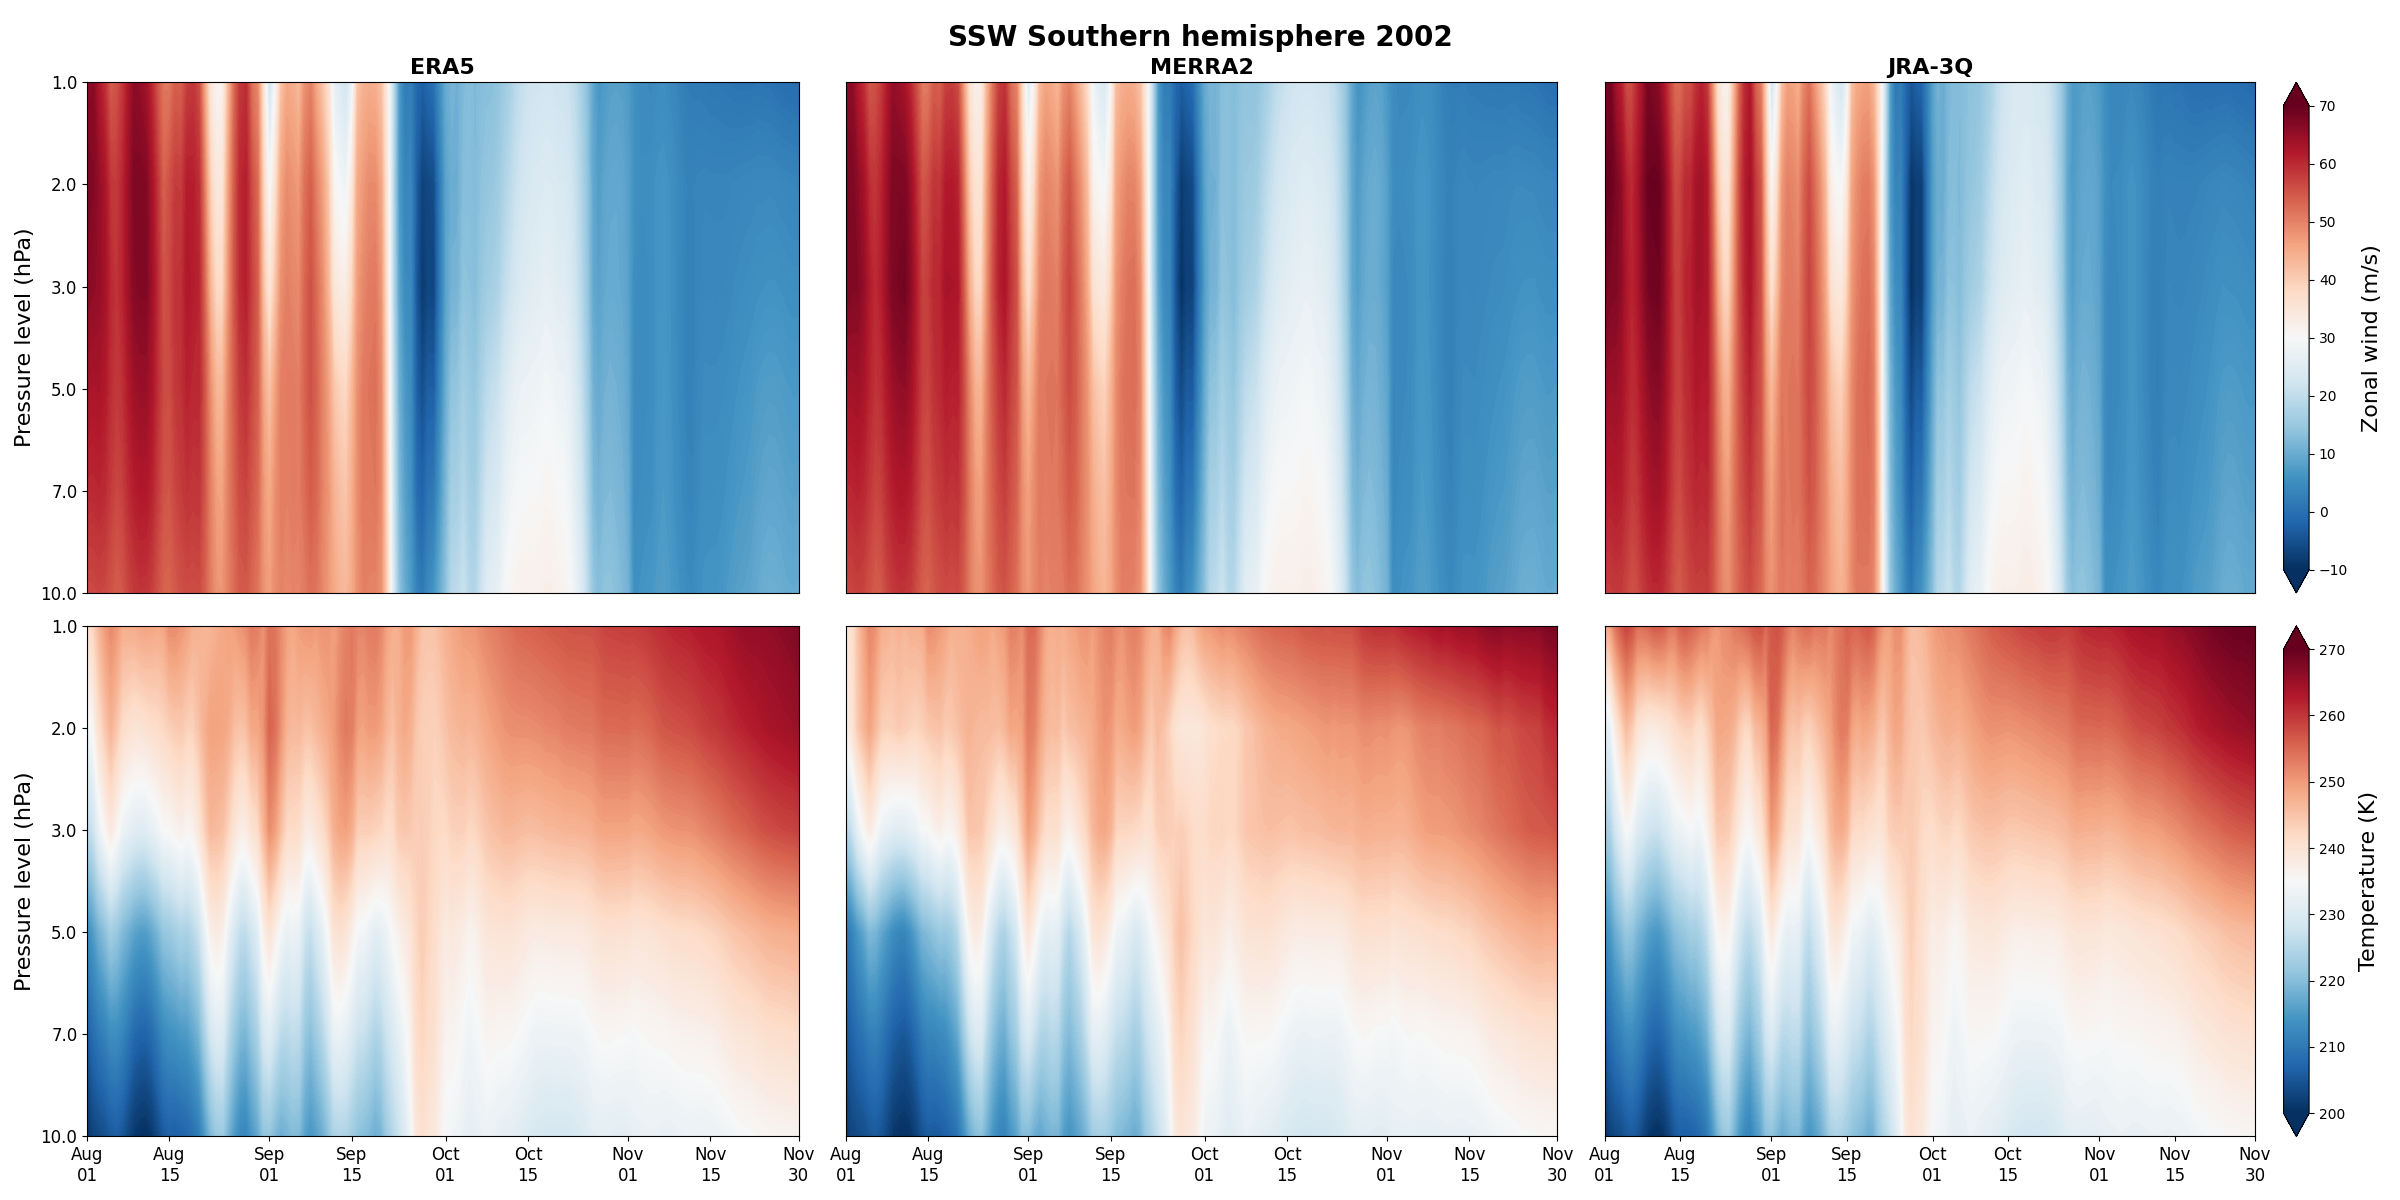 SSW Southern hemisphere 2002
ERA5
MERRA2
JRA-3Q
Pressure level (hPa)
1.0
2.0
3.0
5.0
7.0
10.0
70
60
50
40
30
20
10
0
−10
Zonal wind (m/s)
Pressure level (hPa)
1.0
2.0
3.0
5.0
7.0
10.0
270
260
250
240
230
220
210
200
Temperature (K)
Aug 01
Aug 15
Sep 01
Sep 15
Oct 01
Oct 15
Nov 01
Nov 15
Nov 30
Aug 01
Aug 15
Sep 01
Sep 15
Oct 01
Oct 15
Nov 01
Nov 15
Nov 30
Aug 01
Aug 15
Sep 01
Sep 15
Oct 01
Oct 15
Nov 01
Nov 15
Nov 30